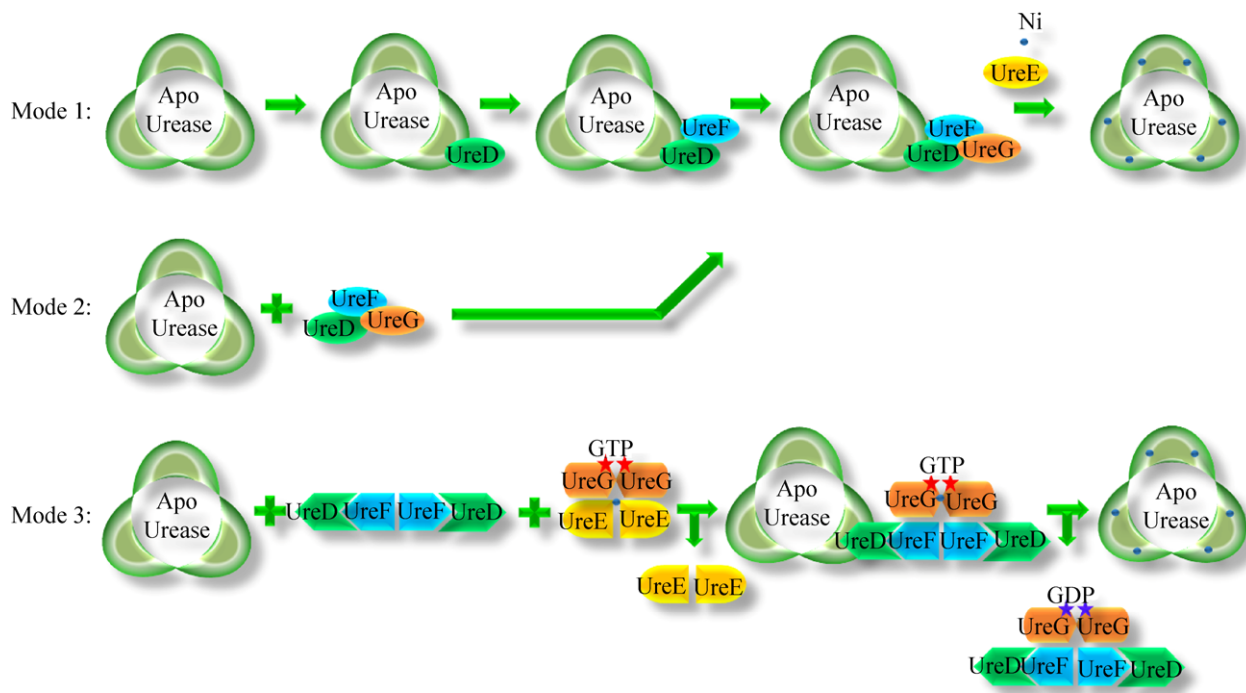 Ni
UreE
Mode 1:
Apo
Urease
Apo
Urease
UreD
Apo
Urease
UreF
UreD
Apo
Urease
UreF
UreD
UreG
Apo
Urease
Mode 2:
Apo
Urease
UreF
UreD
UreG
Mode 3:
Apo
Urease
UreD UreF UreF UreD
GTP
UreG UreG
UreE UreE
UreE UreE
Apo
Urease
GTP
UreG UreG
UreD UreF UreF UreD
Apo
Urease
GDP
UreG UreG
UreD UreF UreF UreD